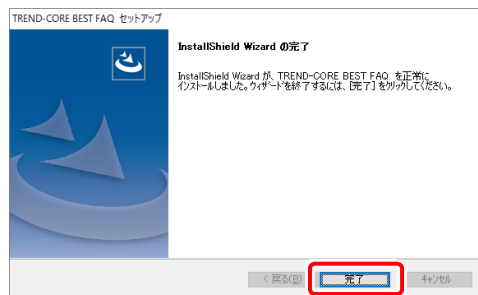 TREND-CORE BEST FAQ セットアップ
InstallShield Wizard の完了
InstallShield Wizard が、TREND-CORE BEST FAQ を正常に
インストールしました。ウィザードを終了するには、[完了] をクリックしてください。
< 戻る(B)
完了
キャンセル